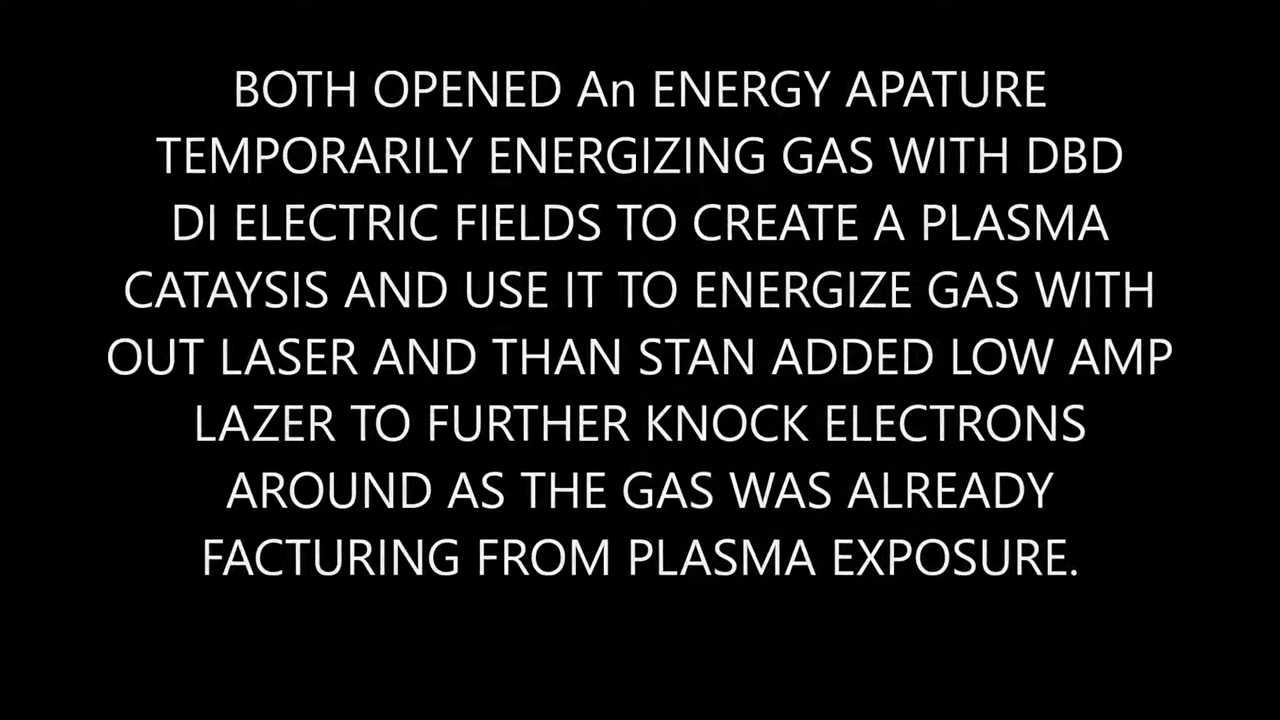 BOTH OPENED An ENERGY APATURE
TEMPORARILY ENERGIZING GAS WITH DBD
DI ELECTRIC FIELDS TO CREATE A PLASMA
CATAYSIS AND USE IT TO ENERGIZE GAS WITH
OUT LASER AND THAN STAN ADDED LOW AMP
LAZER TO FURTHER KNOCK ELECTRONS
AROUND AS THE GAS WAS ALREADY
FACTURING FROM PLASMA EXPOSURE.